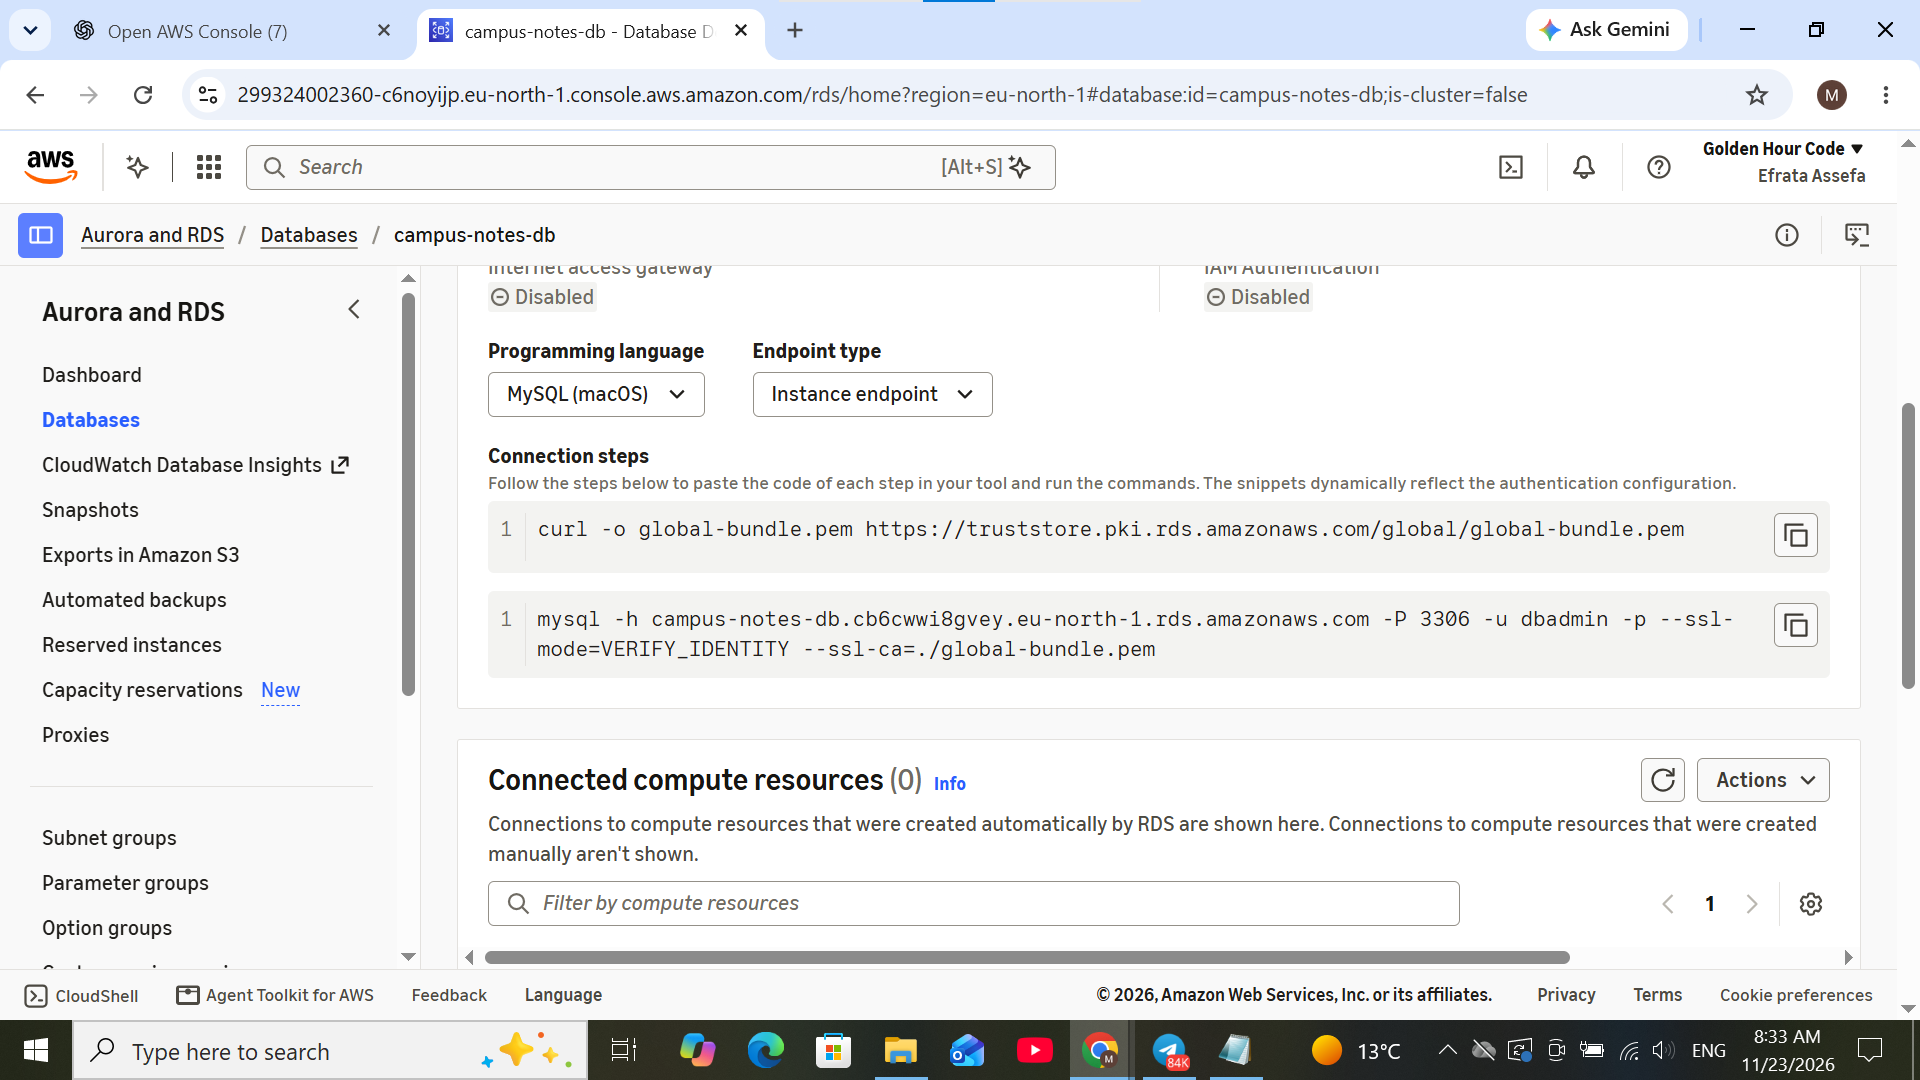 Open AWS Console (7)
campus-notes-db - Database D
Ask Gemini
299324002360-c6noyijp.eu-north-1.console.aws.amazon.com/rds/home?region=eu-north-1#database:id=campus-notes-db;is-cluster=false
M
aws
Search
[Alt+S]
Golden Hour Code
Efrata Assefa
Aurora and RDS / Databases / campus-notes-db
Aurora and RDS
Dashboard
Databases
CloudWatch Database Insights
Snapshots
Exports in Amazon S3
Automated backups
Reserved instances
Capacity reservations New
Proxies
Subnet groups
Parameter groups
Option groups
Internet access gateway
Disabled
IAM Authentication
Disabled
Programming language
MySQL (macOS)
Endpoint type
Instance endpoint
Connection steps
Follow the steps below to paste the code of each step in your tool and run the commands. The snippets dynamically reflect the authentication configuration.
1 curl -o global-bundle.pem https://truststore.pki.rds.amazonaws.com/global/global-bundle.pem
1 mysql -h campus-notes-db.cb6cwwi8gvey.eu-north-1.rds.amazonaws.com -P 3306 -u dbadmin -p --ssl-
mode=VERIFY_IDENTITY --ssl-ca=./global-bundle.pem
Connected compute resources (0) Info
Actions
Connections to compute resources that were created automatically by RDS are shown here. Connections to compute resources that were created
manually aren't shown.
Filter by compute resources
1
CloudShell
Agent Toolkit for AWS
Feedback
Language
© 2026, Amazon Web Services, Inc. or its affiliates.
Privacy
Terms
Cookie preferences
Type here to search
M
84K
13°C
ENG
8:33 AM
11/23/2026